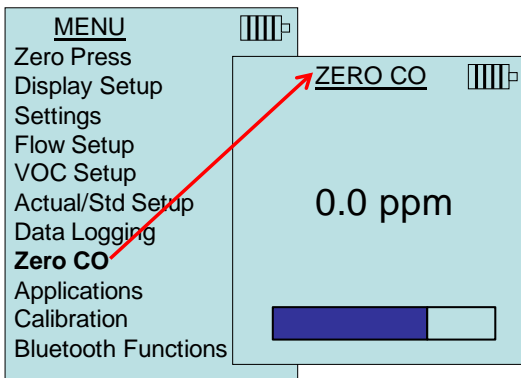 MENU
Zero Press
Display Setup
Settings
Flow Setup
VOC Setup
Actual/Std Setup
Data Logging
Zero CO
Applications
Calibration
Bluetooth Functions
ZERO CO
0.0 ppm